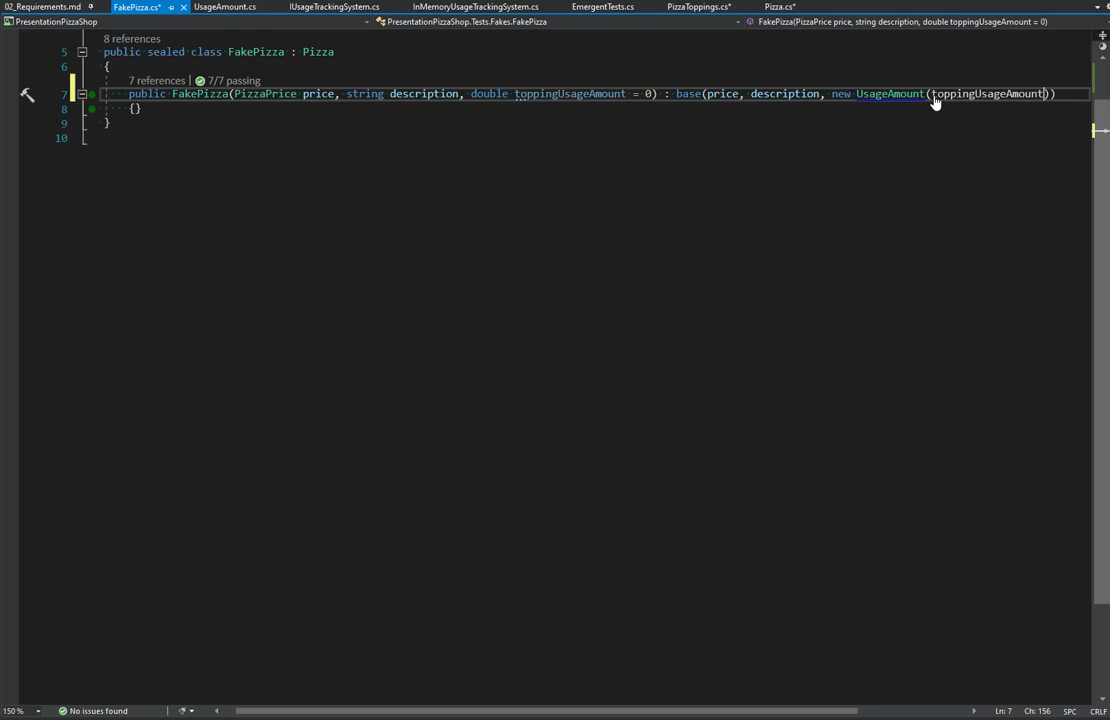 02_Requirements.md FakePizza.cs* UsageAmount.cs IUsageTrackingSystem.cs InMemoryUsageTrackingSystem.cs EmergentTests.cs PizzaToppings.cs* Pizza.cs*
PresentationPizzaShop PresentationPizzaShop.Tests.Fakes.FakePizza FakePizza(PizzaPrice price, string description, double toppingUsageAmount = 0)
8 references
5 public sealed class FakePizza : Pizza
6 {
7 references | 7/7 passing
7 public FakePizza(PizzaPrice price, string description, double toppingUsageAmount = 0) : base(price, description, new UsageAmount(toppingUsageAmount))
8 {}
9 }
10
150 % No issues found Ln: 7 Ch: 156 SPC CRLF